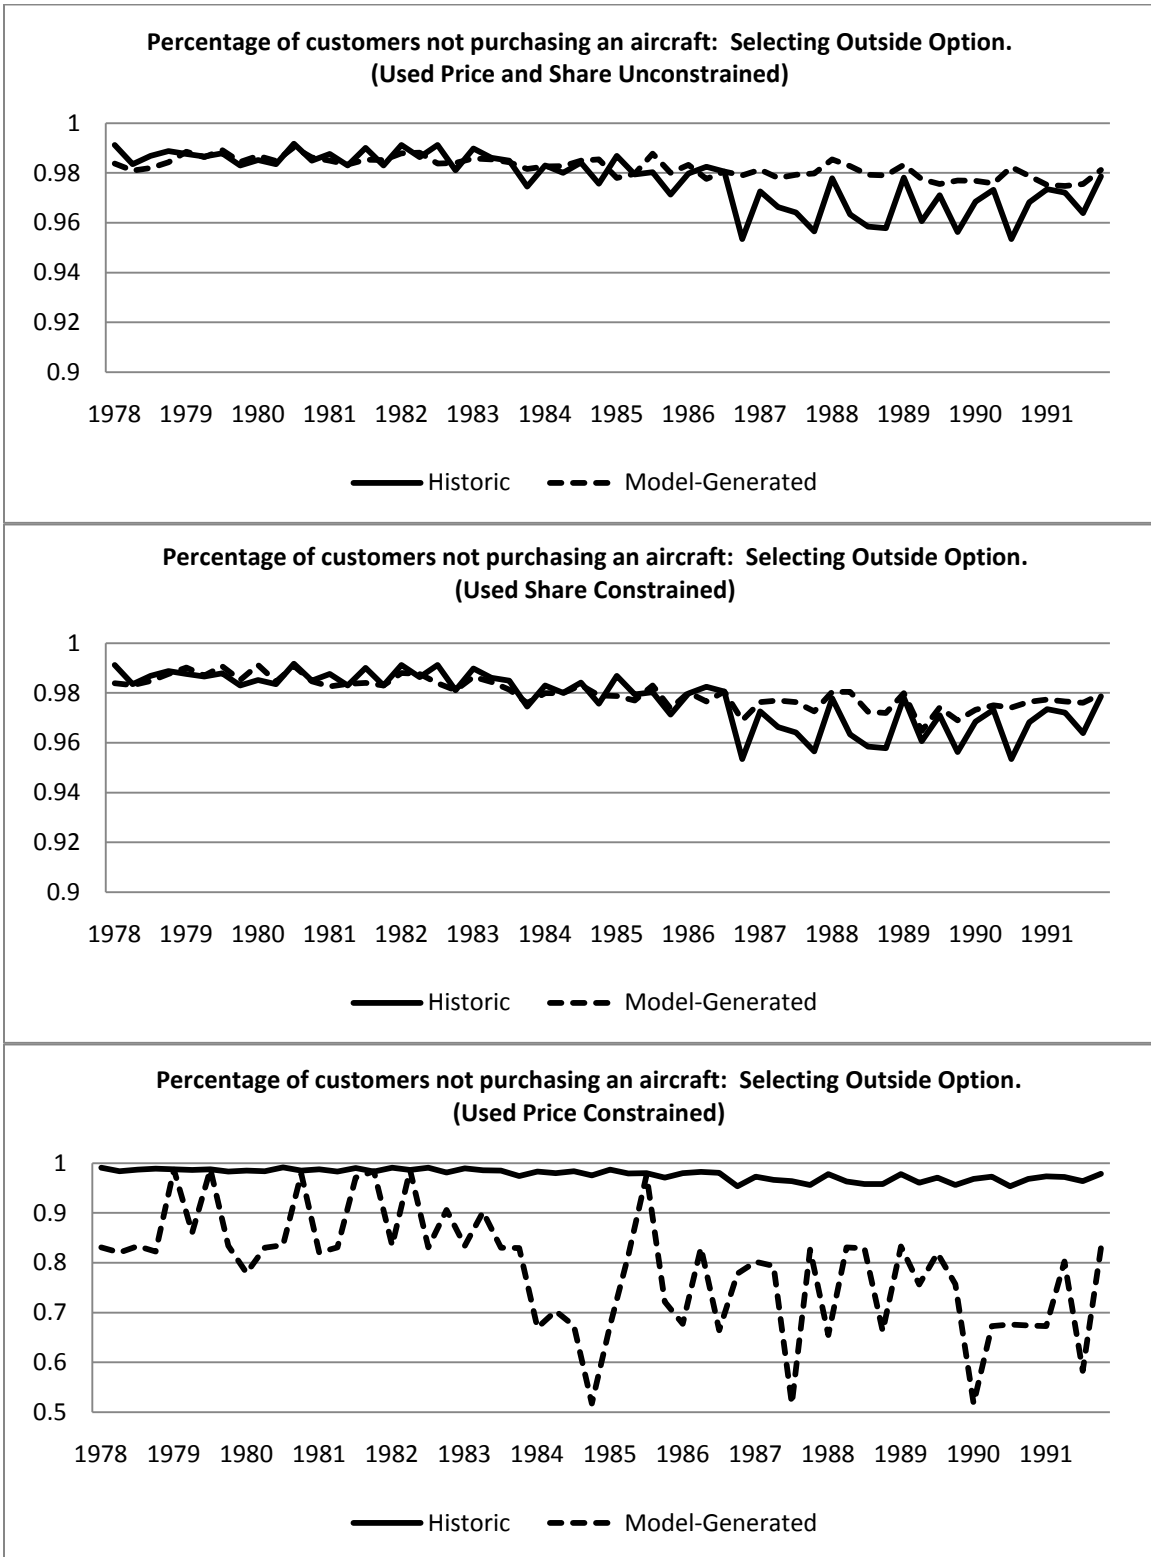 Percentage of customers not purchasing an aircraft:  Selecting Outside Option.
(Used Price and Share Unconstrained)
1
0.98
0.96
0.94
0.92
0.9
1978 1979 1980 1981 1982 1983 1984 1985 1986 1987 1988 1989 1990 1991
Historic Model-Generated
Percentage of customers not purchasing an aircraft:  Selecting Outside Option.
(Used Share Constrained)
1
0.98
0.96
0.94
0.92
0.9
1978 1979 1980 1981 1982 1983 1984 1985 1986 1987 1988 1989 1990 1991
Historic Model-Generated
Percentage of customers not purchasing an aircraft:  Selecting Outside Option.
(Used Price Constrained)
1
0.9
0.8
0.7
0.6
0.5
1978 1979 1980 1981 1982 1983 1984 1985 1986 1987 1988 1989 1990 1991
Historic Model-Generated